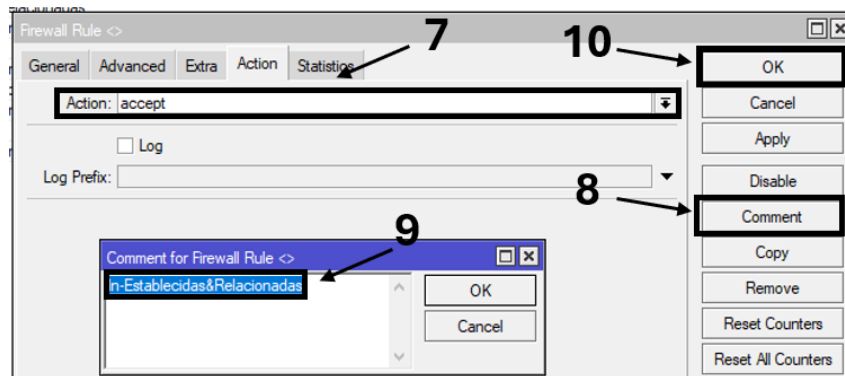 Firewall Rule <>
7
10
General Advanced Extra Action Statistics
OK
Action: accept
Cancel
Log
Apply
Log Prefix:
8
Disable
Comment
9
Comment for Firewall Rule <>
Copy
n-Establecidas&Relacionadas
OK
Remove
Cancel
Reset Counters
Reset All Counters